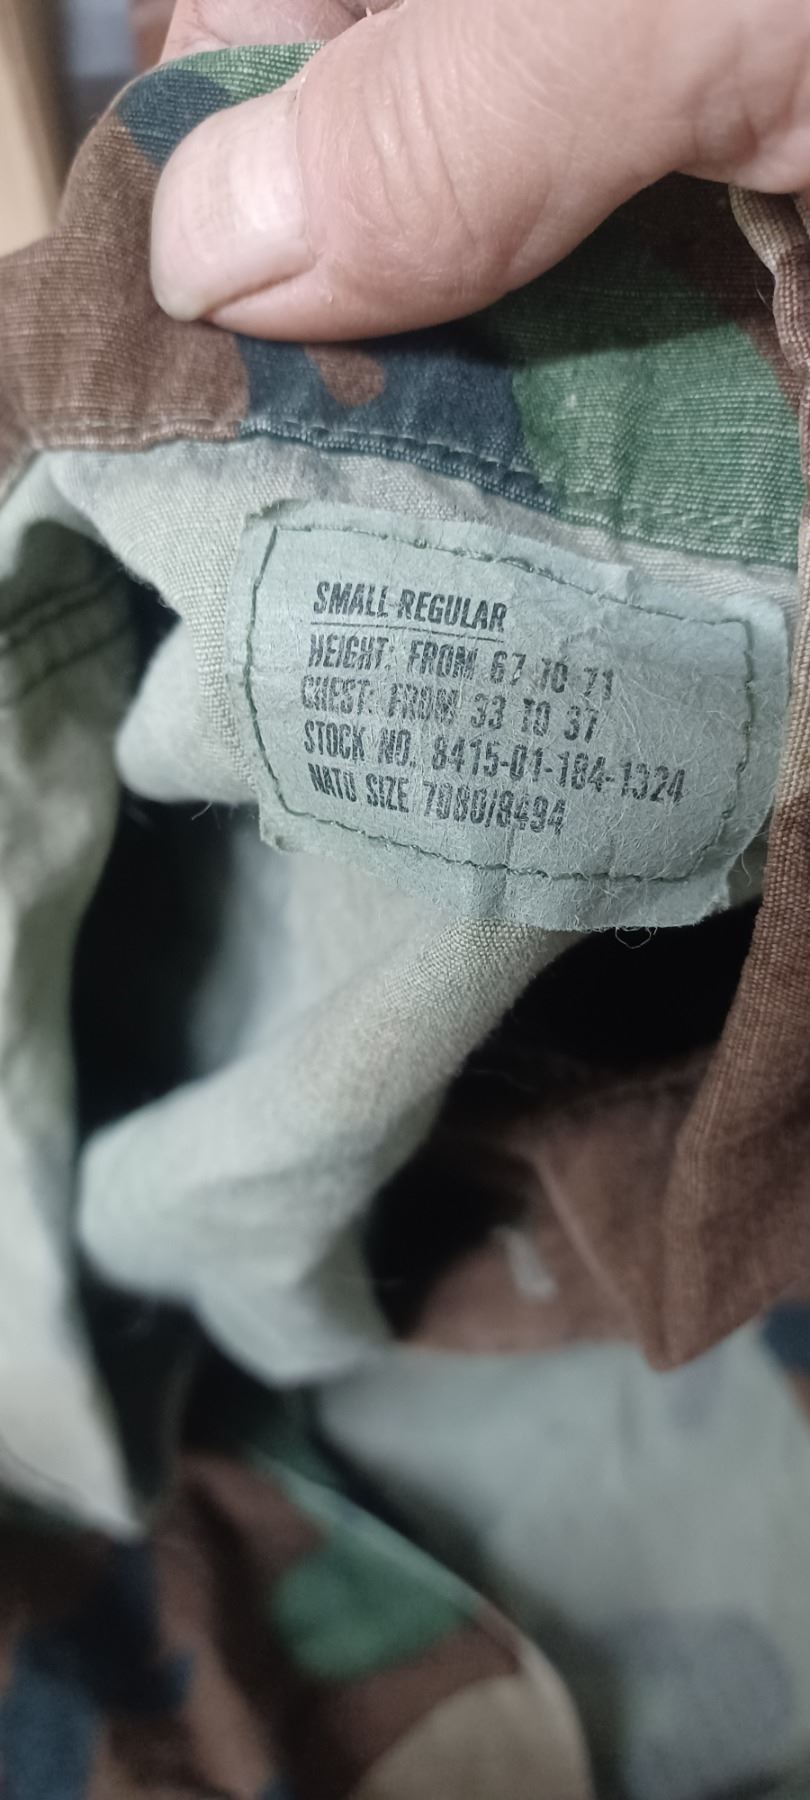 SMALL-REGULAR
HEIGHT: FROM 67 TO 71
CHEST: FROM 33 TO 37
STOCK NO. 8415-01-184-1324
NATO SIZE 7080/8494